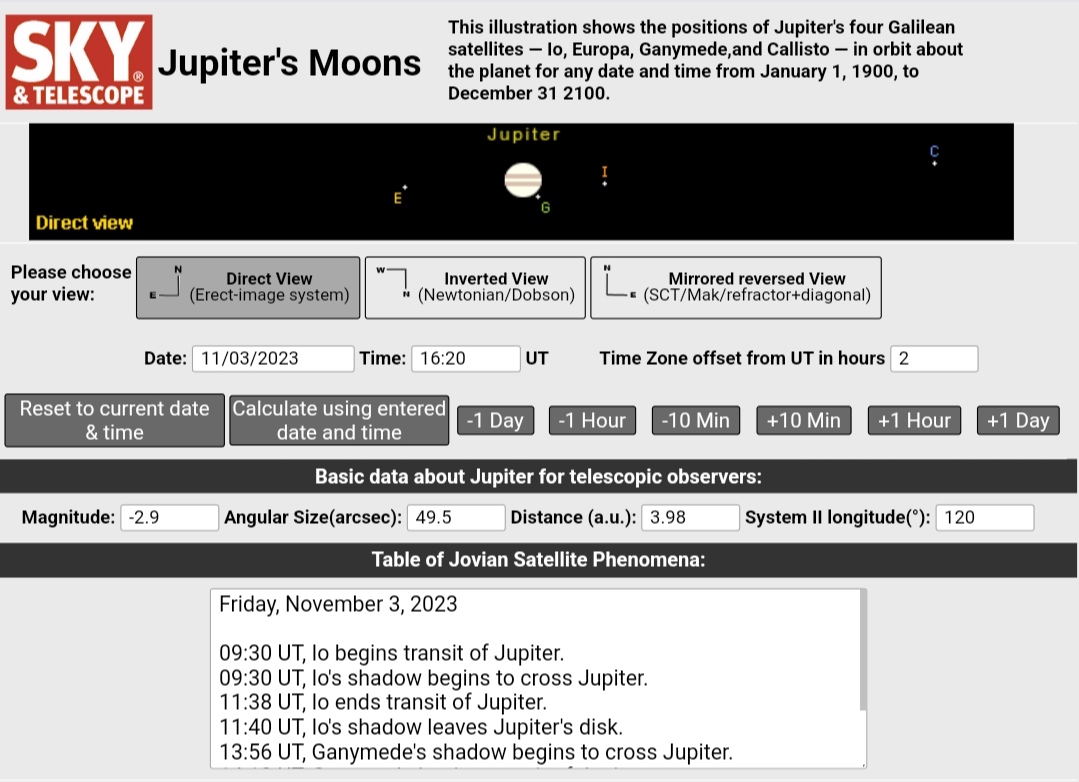 SKY®
& TELESCOPE
Jupiter's Moons
This illustration shows the positions of Jupiter's four Galilean
satellites — Io, Europa, Ganymede,and Callisto — in orbit about
the planet for any date and time from January 1, 1900, to
December 31 2100.
Jupiter
C
I
E
G
Direct view
Please choose
your view:
N
E
Direct View
(Erect-image system)
W
N
Inverted View
(Newtonian/Dobson)
N
E
Mirrored reversed View
(SCT/Mak/refractor+diagonal)
Date: 11/03/2023 Time: 16:20 UT Time Zone offset from UT in hours 2
Reset to current date
& time
Calculate using entered
date and time
-1 Day -1 Hour -10 Min +10 Min +1 Hour +1 Day
Basic data about Jupiter for telescopic observers:
Magnitude: -2.9 Angular Size(arcsec): 49.5 Distance (a.u.): 3.98 System II longitude(°): 120
Table of Jovian Satellite Phenomena:
Friday, November 3, 2023
09:30 UT, Io begins transit of Jupiter.
09:30 UT, Io's shadow begins to cross Jupiter.
11:38 UT, Io ends transit of Jupiter.
11:40 UT, Io's shadow leaves Jupiter's disk.
13:56 UT, Ganymede's shadow begins to cross Jupiter.